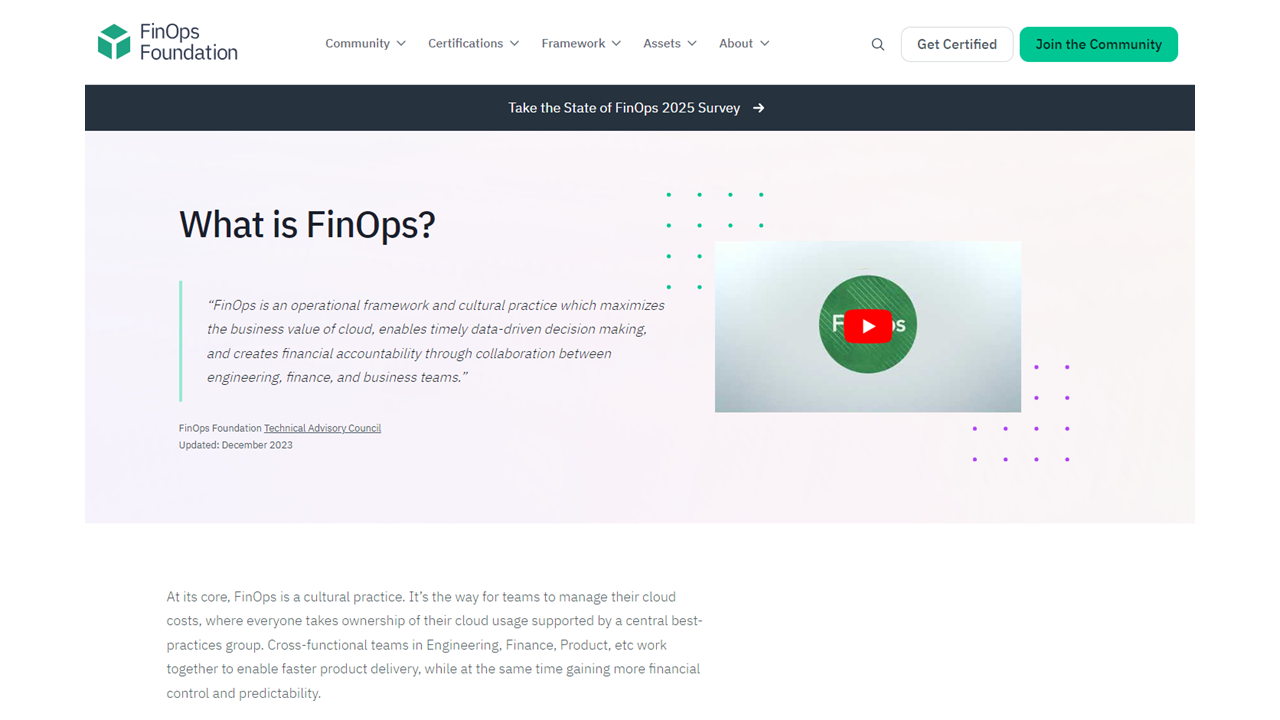 FinOps
Foundation
Community
Certifications
Framework
Assets
About
Get Certified
Join the Community
Take the State of FinOps 2025 Survey
What is FinOps?
“FinOps is an operational framework and cultural practice which maximizes
the business value of cloud, enables timely data-driven decision making,
and creates financial accountability through collaboration between
engineering, finance, and business teams.”
FinOps Foundation Technical Advisory Council
Updated: December 2023
At its core, FinOps is a cultural practice. It’s the way for teams to manage their cloud
costs, where everyone takes ownership of their cloud usage supported by a central best-
practices group. Cross-functional teams in Engineering, Finance, Product, etc work
together to enable faster product delivery, while at the same time gaining more financial
control and predictability.